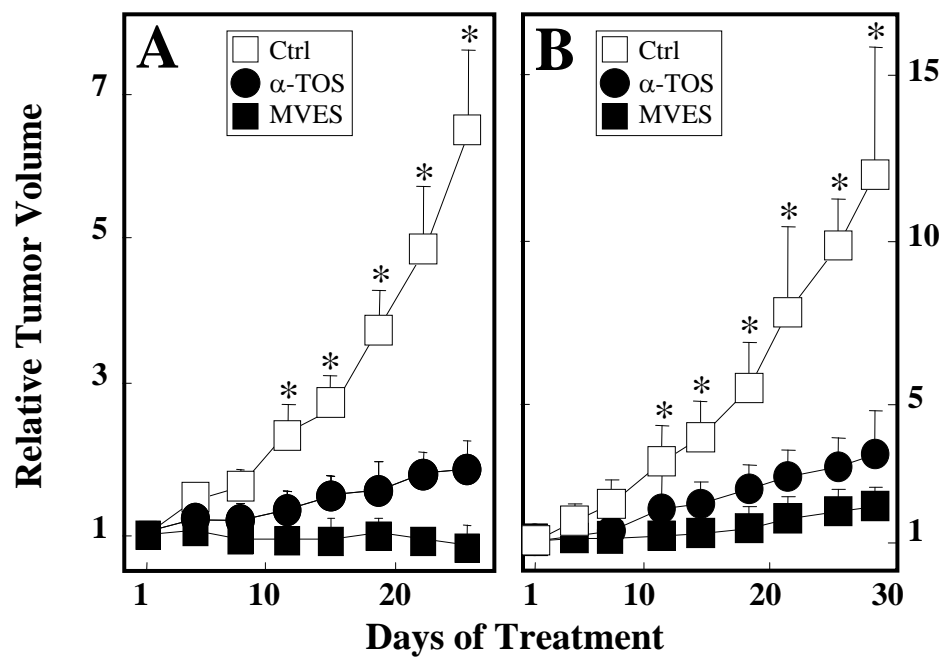 A
Ctrl
α-TOS
MVES
B
Ctrl
α-TOS
MVES
Relative Tumor Volume
7
5
3
1
15
10
5
1
* * * * * *
* * * * * *
1 10 20
1 10 20 30
Days of Treatment